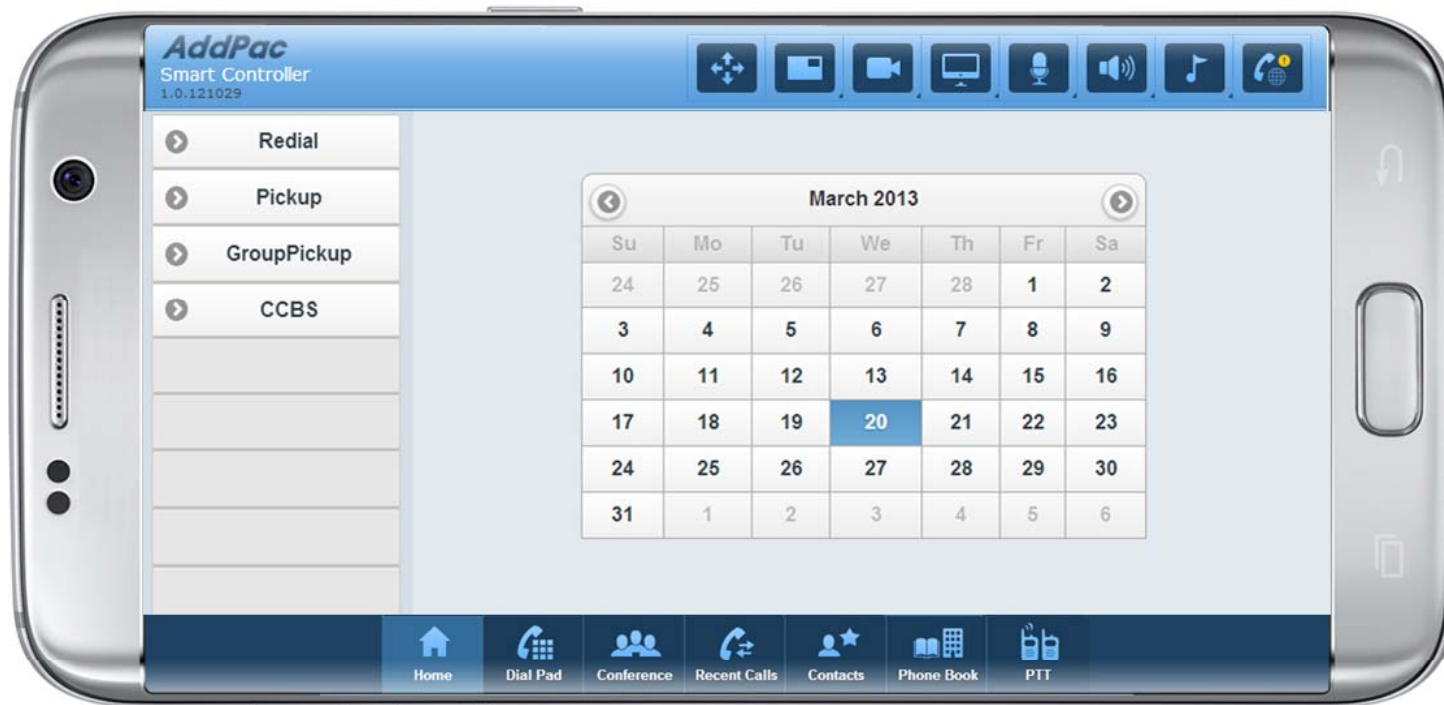 AddPac
Smart Controller
1.0.121029
Redial
Pickup
GroupPickup
CCBS
March 2013
Su Mo Tu We Th Fr Sa
24 25 26 27 28 1 2
3 4 5 6 7 8 9
10 11 12 13 14 15 16
17 18 19 20 21 22 23
24 25 26 27 28 29 30
31 1 2 3 4 5 6
Home Dial Pad Conference Recent Calls Contacts Phone Book PTT